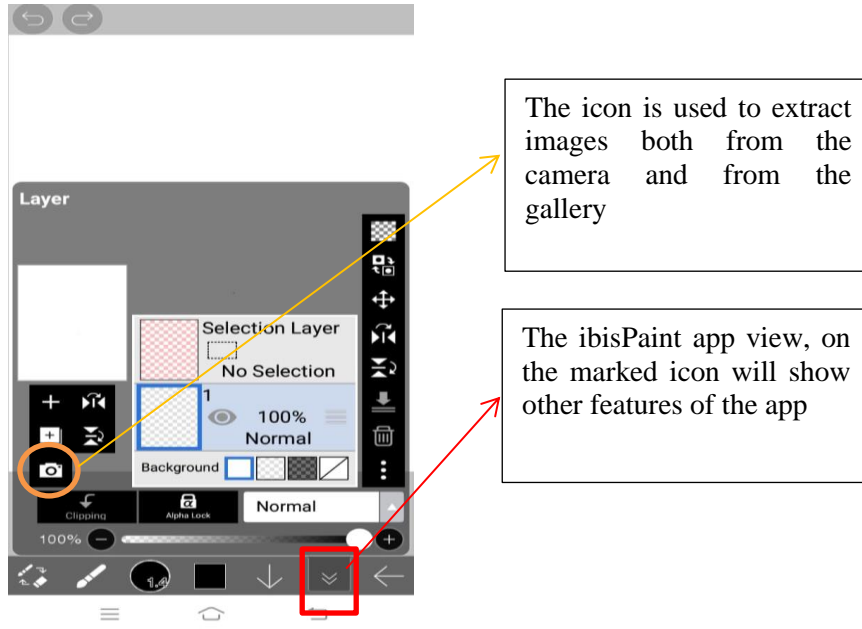 The icon is used to extract
images both from the
camera and from the
gallery
Layer
Selection Layer
No Selection
1
100%
Normal
Background
Clipping
Alpha Lock
Normal
100%
1.4
The ibisPaint app view, on
the marked icon will show
other features of the app